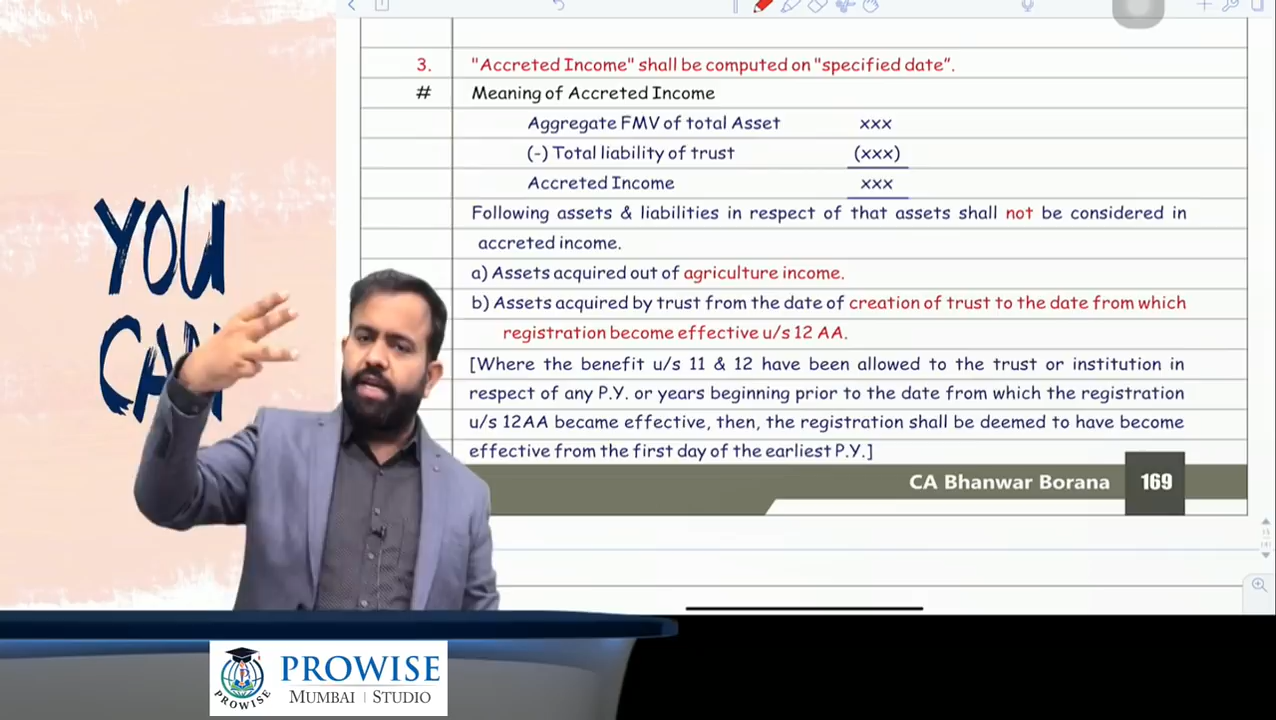 3. "Accreted Income" shall be computed on "specified date".
# Meaning of Accreted Income
Aggregate FMV of total Asset xxx
(-) Total liability of trust (xxx)
Accreted Income xxx
Following assets & liabilities in respect of that assets shall not be considered in
accreted income.
a) Assets acquired out of agriculture income.
b) Assets acquired by trust from the date of creation of trust to the date from which
registration become effective u/s 12 AA.
[Where the benefit u/s 11 & 12 have been allowed to the trust or institution in
respect of any P.Y. or years beginning prior to the date from which the registration
u/s 12AA became effective, then, the registration shall be deemed to have become
effective from the first day of the earliest P.Y.]
CA Bhanwar Borana 169
YOU
CAN
PROWISE
PROWISE
MUMBAI | STUDIO